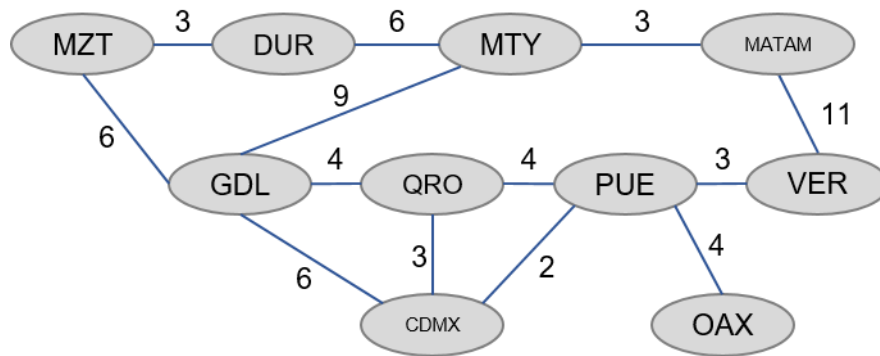 MZT 3 DUR 6 MTY 3 MATAM
6 9 11
GDL 4 QRO 4 PUE 3 VER
6 3 2 4
CDMX OAX